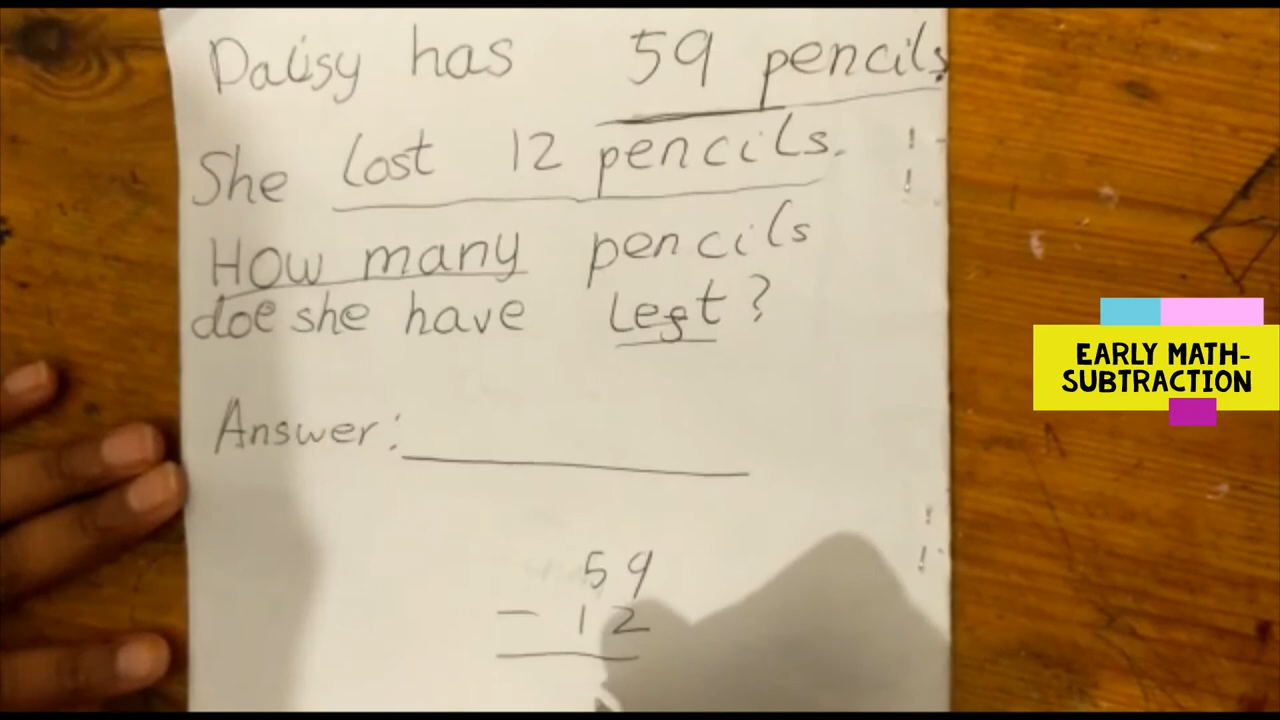 Daisy has 59 pencils
She lost 12 pencils.
How many pencils
doe she have left?
Answer:
59
- 12
EARLY MATH-
SUBTRACTION